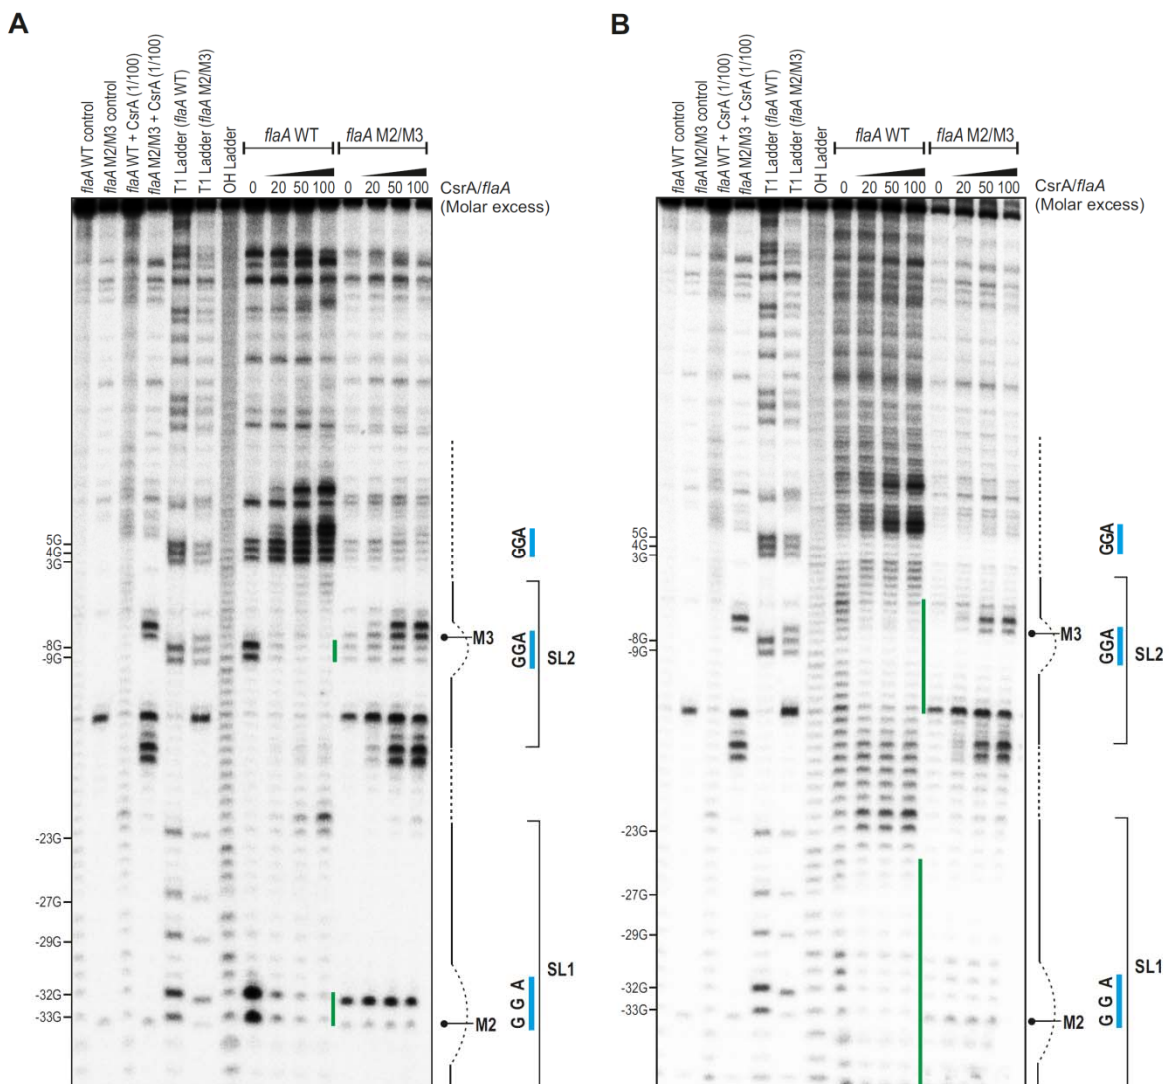 A
flaA WT control
flaA M2/M3 control
flaA WT + CsrA (1/100)
flaA M2/M3 + CsrA (1/100)
T1 Ladder (flaA WT)
T1 Ladder (flaA M2/M3)
OH Ladder
flaA WT
flaA M2/M3
0 20 50 100 0 20 50 100 CsrA/flaA
(Molar excess)
5G
4G
3G
-8G
-9G
-23G
-27G
-29G
-32G
-33G
GGA
M3
GGA
SL2
SL1
G G A
M2
B
flaA WT control
flaA M2/M3 control
flaA WT + CsrA (1/100)
flaA M2/M3 + CsrA (1/100)
T1 Ladder (flaA WT)
T1 Ladder (flaA M2/M3)
OH Ladder
flaA WT
flaA M2/M3
0 20 50 100 0 20 50 100 CsrA/flaA
(Molar excess)
5G
4G
3G
-8G
-9G
-23G
-27G
-29G
-32G
-33G
GGA
M3
GGA
SL2
SL1
G G A
M2